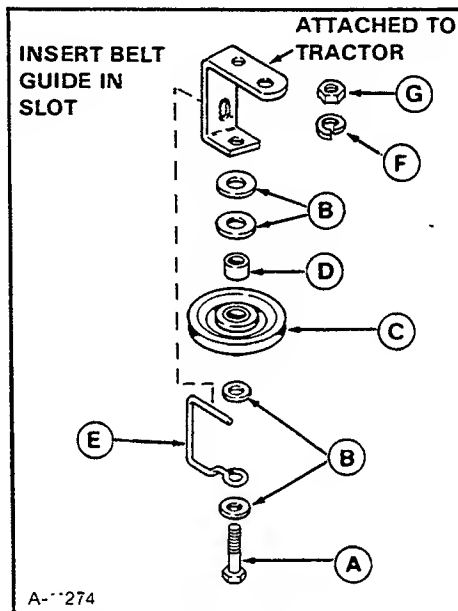 INSERT BELT
GUIDE IN
SLOT
ATTACHED TO
TRACTOR
G
F
B
D
C
E
B
A